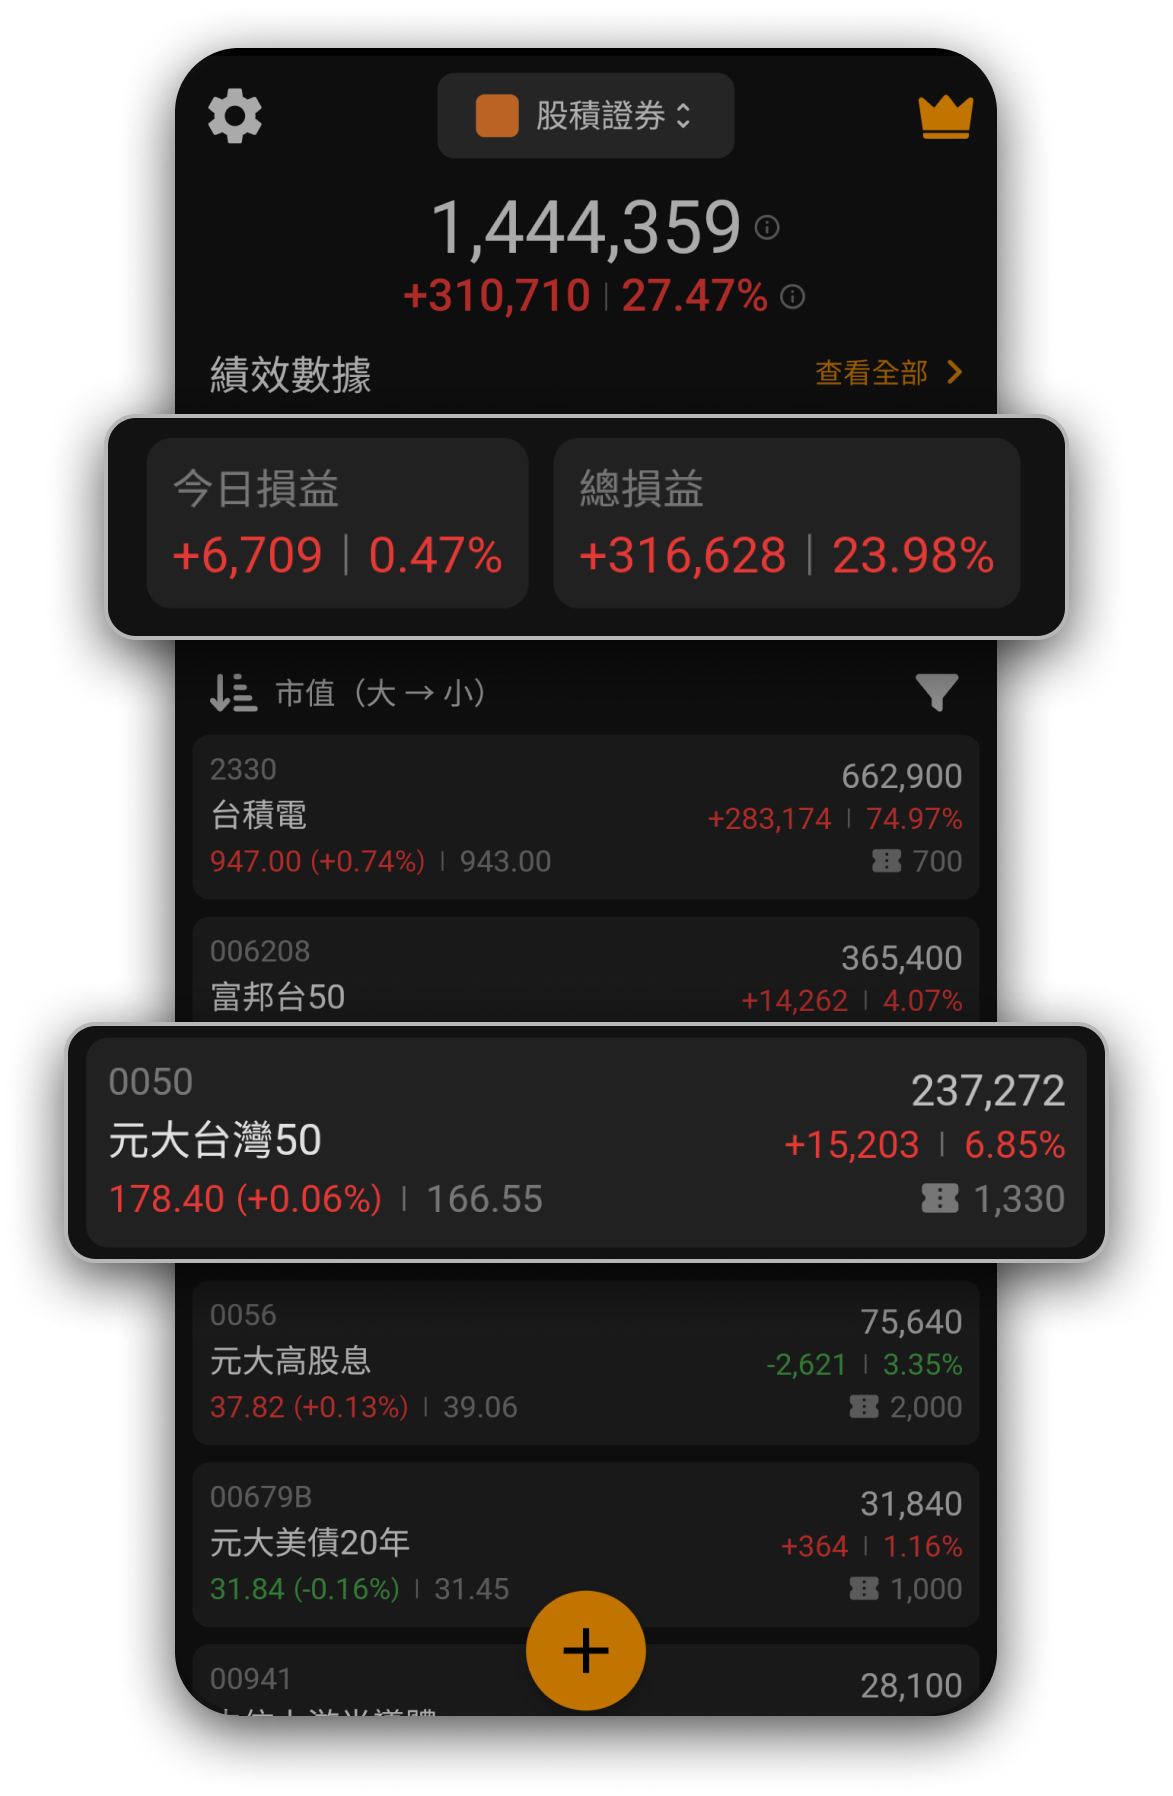 股積證券
1,444,359
+310,710 | 27.47%
績效數據
查看全部
今日損益
+6,709 | 0.47%
總損益
+316,628 | 23.98%
市值（大 → 小）
2330
662,900
台積電
+283,174 | 74.97%
947.00 (+0.74%) | 943.00
700
006208
365,400
富邦台50
+14,262 | 4.07%
0050
237,272
元大台灣50
+15,203 | 6.85%
178.40 (+0.06%) | 166.55
1,330
0056
75,640
元大高股息
-2,621 | 3.35%
37.82 (+0.13%) | 39.06
2,000
00679B
31,840
元大美債20年
+364 | 1.16%
31.84 (-0.16%) | 31.45
1,000
00941
28,100